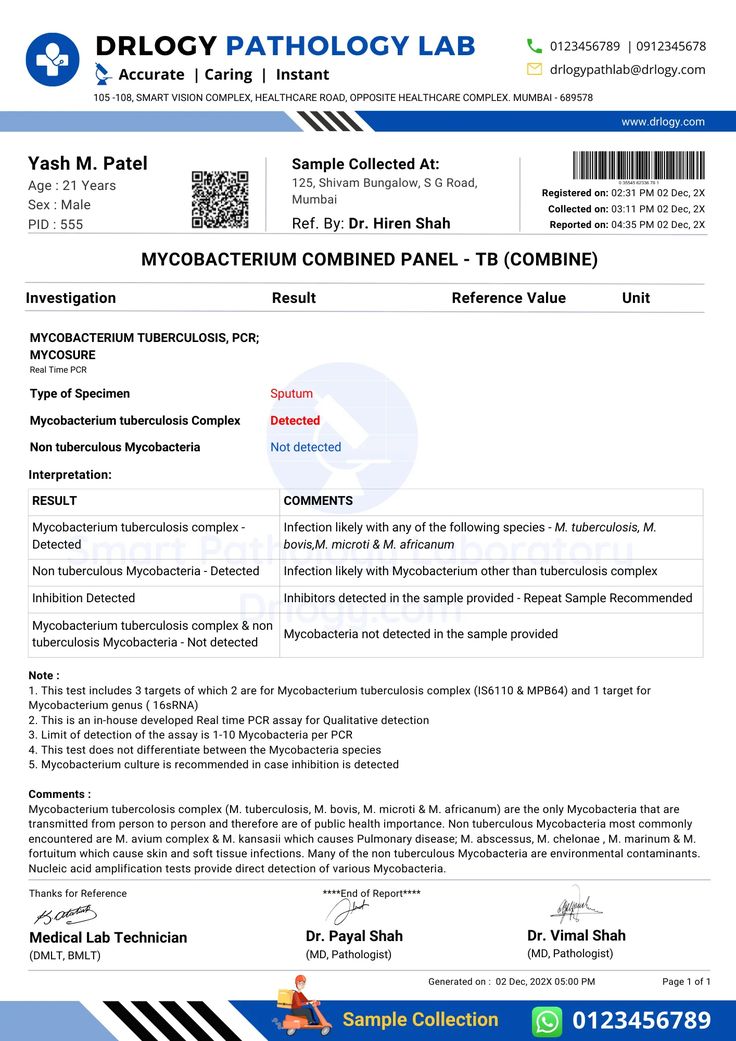 DRLOGY PATHOLOGY LAB
Accurate | Caring | Instant
0123456789 | 0912345678
drlogypathlab@drlogy.com
105 -108, SMART VISION COMPLEX, HEALTHCARE ROAD, OPPOSITE HEALTHCARE COMPLEX. MUMBAI - 689578
www.drlogy.com
Yash M. Patel
Age : 21 Years
Sex : Male
PID : 555
Sample Collected At:
125, Shivam Bungalow, S G Road,
Mumbai
Ref. By: Dr. Hiren Shah
Registered on: 02:31 PM 02 Dec, 2X
Collected on: 03:11 PM 02 Dec, 2X
Reported on: 04:35 PM 02 Dec, 2X
MYCOBACTERIUM COMBINED PANEL - TB (COMBINE)
Investigation Result Reference Value Unit
MYCOBACTERIUM TUBERCULOSIS, PCR;
MYCOSURE
Real Time PCR
Type of Specimen Sputum
Mycobacterium tuberculosis Complex Detected
Non tuberculous Mycobacteria Not detected
Interpretation:
RESULT COMMENTS
Mycobacterium tuberculosis complex -
Detected
Infection likely with any of the following species - M. tuberculosis, M.
bovis,M. microti & M. africanum
Non tuberculous Mycobacteria - Detected Infection likely with Mycobacterium other than tuberculosis complex
Inhibition Detected Inhibitors detected in the sample provided - Repeat Sample Recommended
Mycobacterium tuberculosis complex & non
tuberculosis Mycobacteria - Not detected
Mycobacteria not detected in the sample provided
Smart Pathology Laboratory
Drlogy.com
Note :
1. This test includes 3 targets of which 2 are for Mycobacterium tuberculosis complex (IS6110 & MPB64) and 1 target for
Mycobacterium genus ( 16sRNA)
2. This is an in-house developed Real time PCR assay for Qualitative detection
3. Limit of detection of the assay is 1-10 Mycobacteria per PCR
4. This test does not differentiate between the Mycobacteria species
5. Mycobacterium culture is recommended in case inhibition is detected
Comments :
Mycobacterium tubercolosis complex (M. tuberculosis, M. bovis, M. microti & M. africanum) are the only Mycobacteria that are
transmitted from person to person and therefore are of public health importance. Non tuberculous Mycobacteria most commonly
encountered are M. avium complex & M. kansasii which causes Pulmonary disease; M. abscessus, M. chelonae , M. marinum & M.
fortuitum which cause skin and soft tissue infections. Many of the non tuberculous Mycobacteria are environmental contaminants.
Nucleic acid amplification tests provide direct detection of various Mycobacteria.
Thanks for Reference ****End of Report****
Medical Lab Technician
(DMLT, BMLT)
Dr. Payal Shah
(MD, Pathologist)
Dr. Vimal Shah
(MD, Pathologist)
Generated on : 02 Dec, 202X 05:00 PM Page 1 of 1
Sample Collection 0123456789